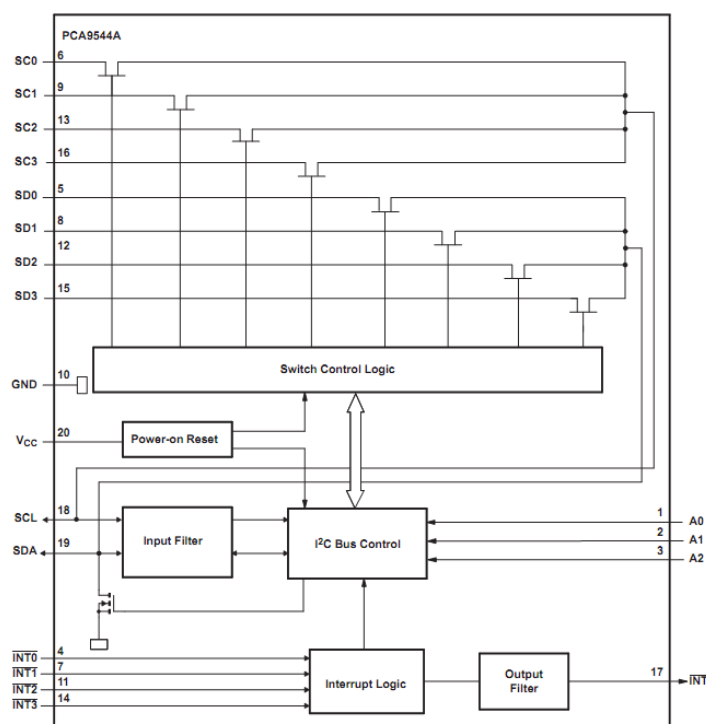 PCA9544A
SC0 6
SC1 9
SC2 13
SC3 16
SD0 5
SD1 8
SD2 12
SD3 15
Switch Control Logic
GND 10
VCC 20
Power-on Reset
SCL 18
SDA 19
Input Filter
I²C Bus Control
1 A0
2 A1
3 A2
INT0 4
INT1 7
INT2 11
INT3 14
Interrupt Logic
Output
Filter
17 INT